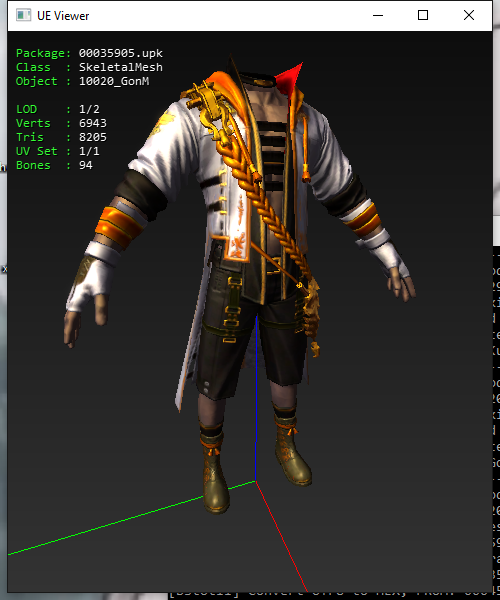 UE Viewer
Package: 00035905.upk
Class : SkeletalMesh
Object : 10020_GonM
LOD : 1/2
Verts : 6943
Tris : 8205
UV Set : 1/1
Bones : 94